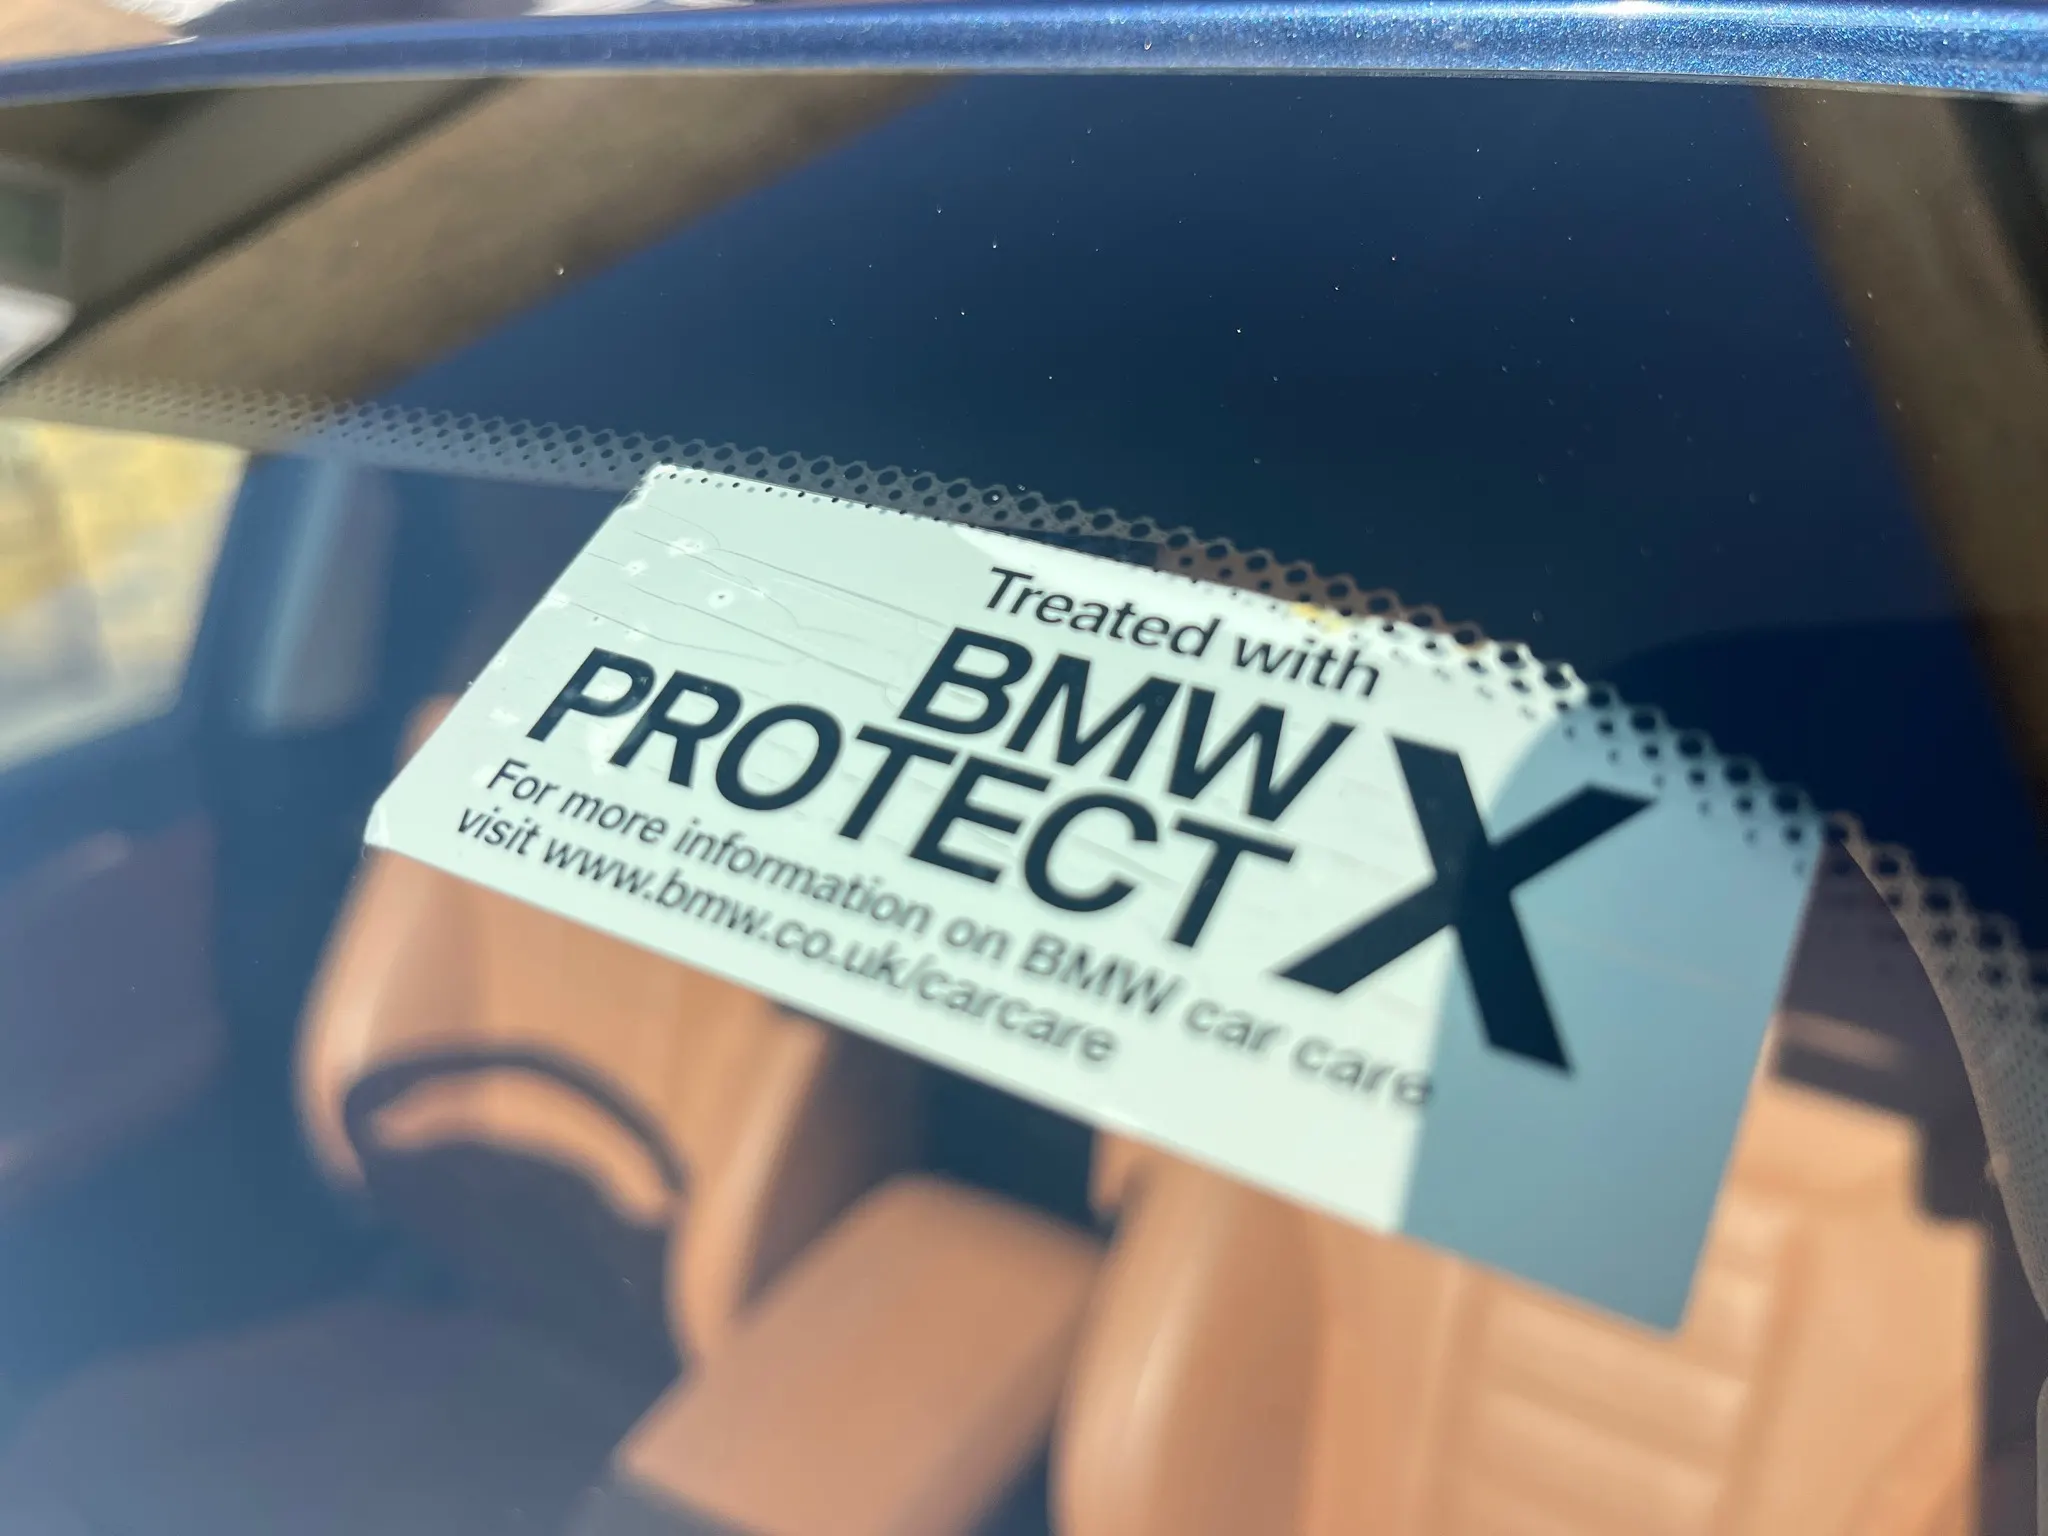 Treated with
BMW
PROTECT X
For more information on BMW car care
visit www.bmw.co.uk/carcare